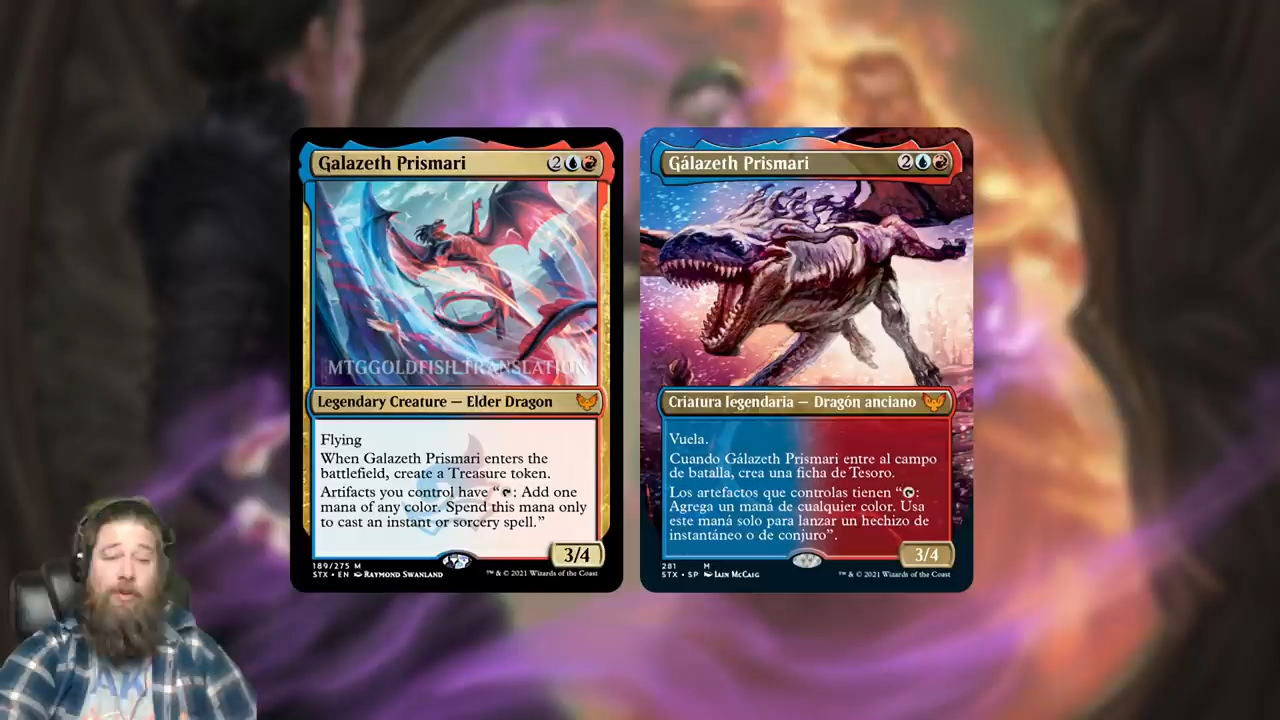 Galazeth Prismari
2
MTGGOLDFISH TRANSLATION
Legendary Creature — Elder Dragon
Flying
When Galazeth Prismari enters the
battlefield, create a Treasure token.
Artifacts you control have “: Add one
mana of any color. Spend this mana only
to cast an instant or sorcery spell.”
3/4
189/275 M
STX • EN Raymond Swanland
™ & © 2021 Wizards of the Coast
Gálazeth Prismari
2
Criatura legendaria — Dragón anciano
Vuela.
Cuando Gálazeth Prismari entre al campo
de batalla, crea una ficha de Tesoro.
Los artefactos que controlas tienen “:
Agrega un maná de cualquier color. Usa
este maná solo para lanzar un hechizo de
instantáneo o de conjuro”.
3/4
281 M
STX • SP Iain McCaig
™ & © 2021 Wizards of the Coast
AK